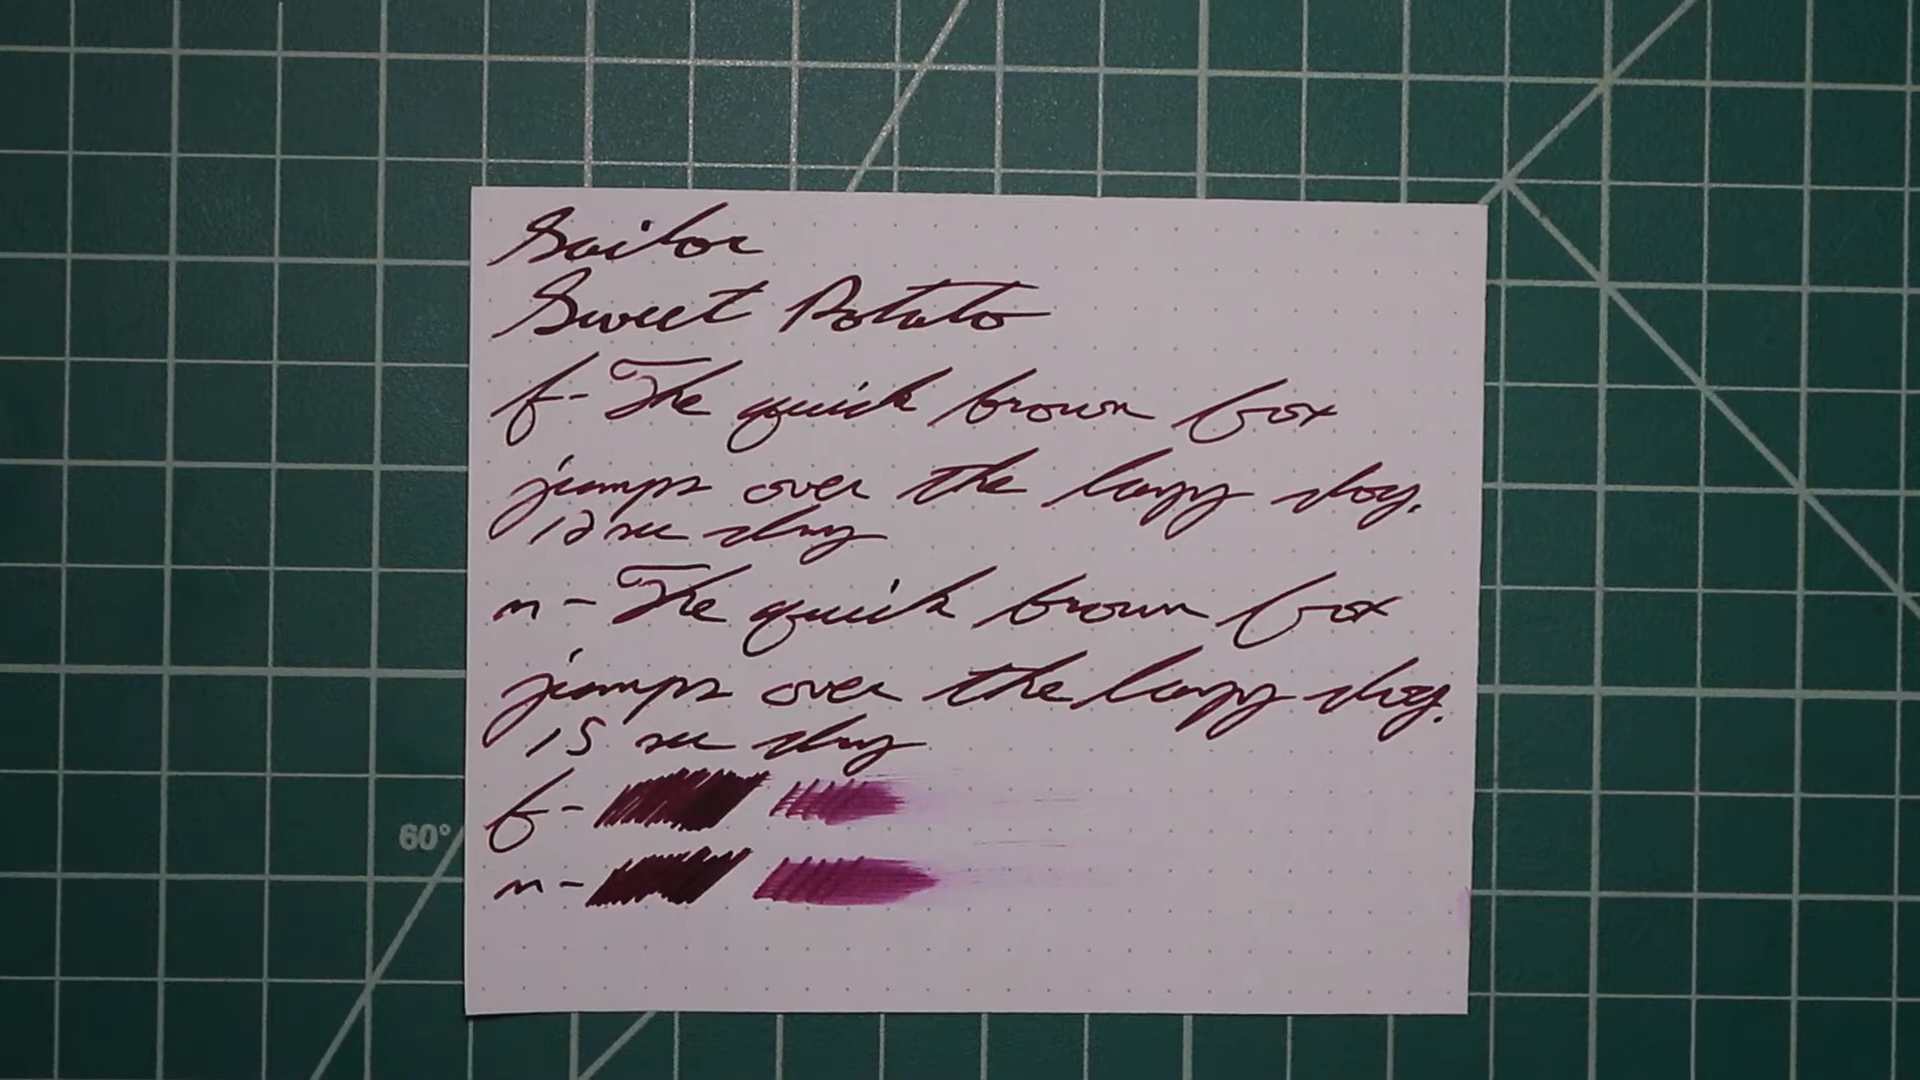 Sailor
Sweet Potato
f- The quick brown fox
jumps over the lazy dog.
12 sec dry
m- The quick brown fox
jumps over the lazy dog.
15 sec dry
f-
60°
m-